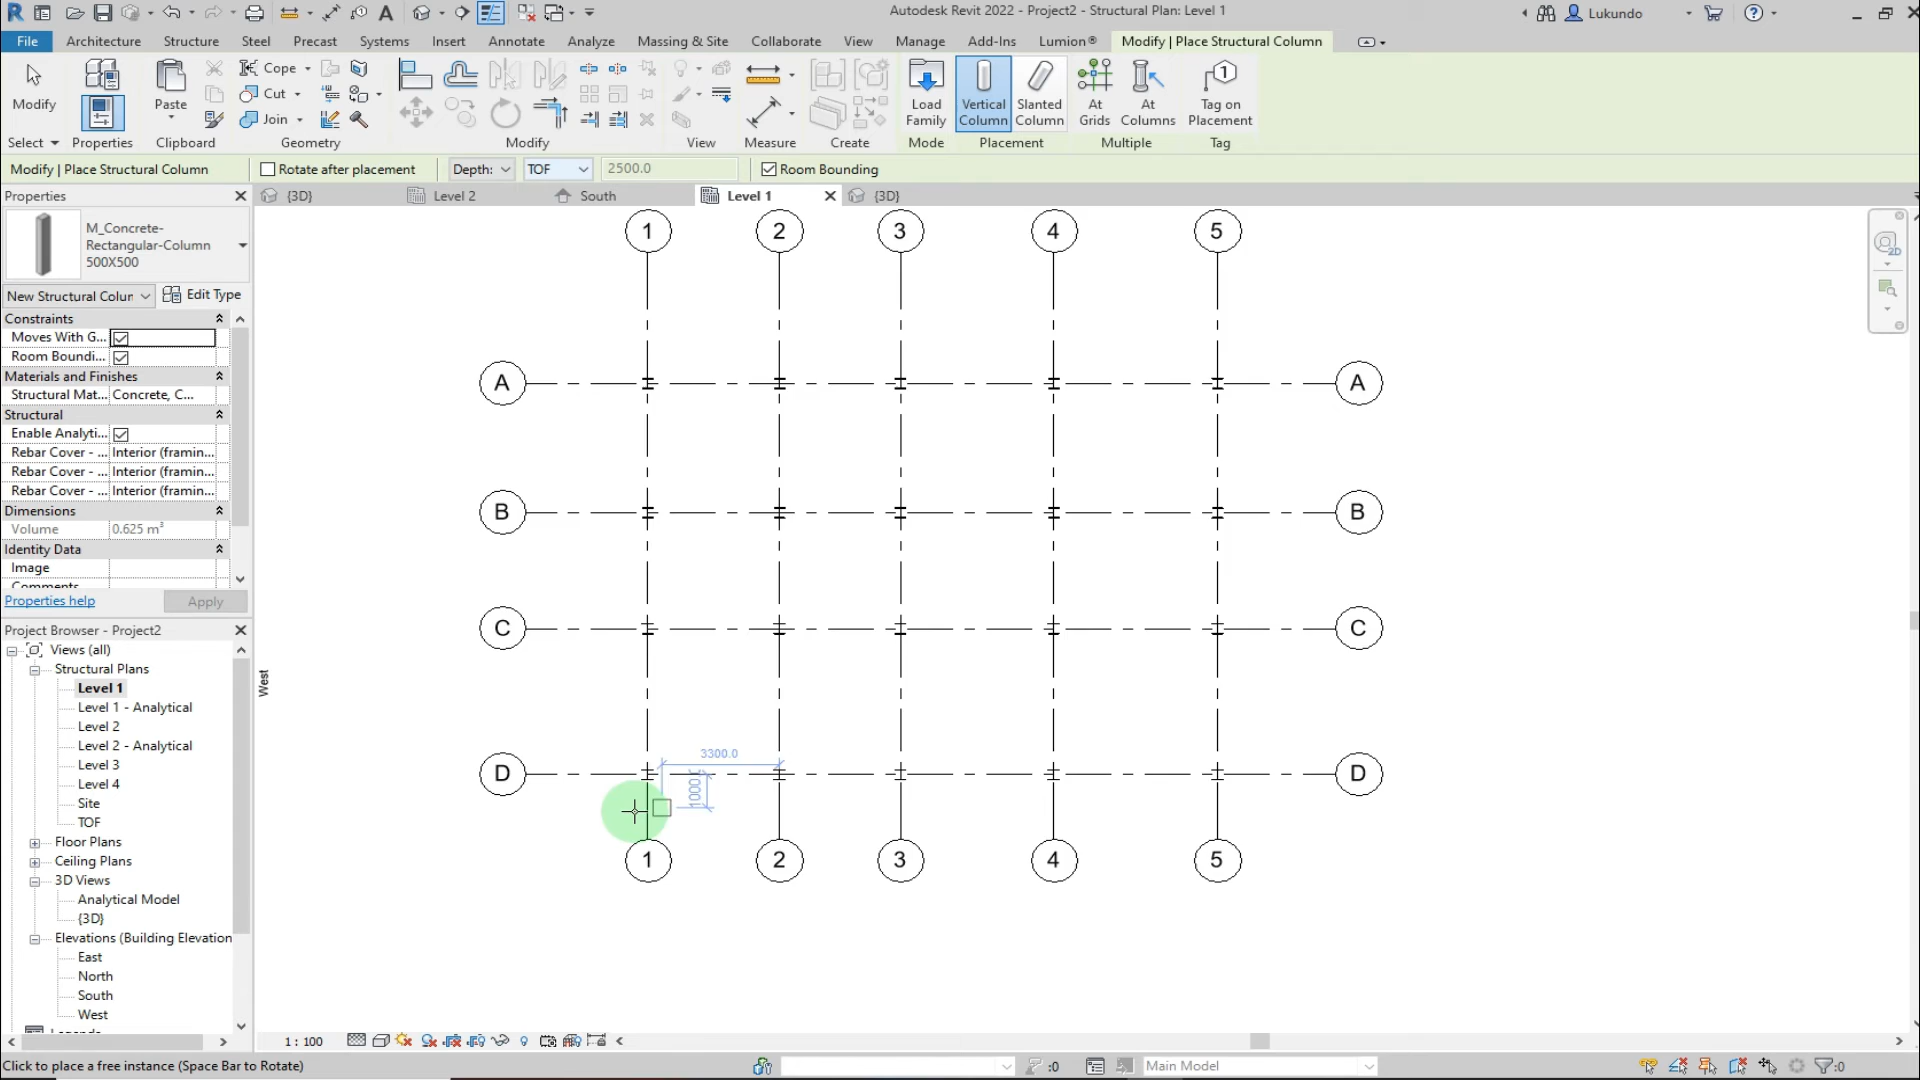 Autodesk Revit 2022 - Project2 - Structural Plan: Level 1
Lukundo
File Architecture Structure Steel Precast Systems Insert Annotate Analyze Massing & Site Collaborate View Manage Add-Ins Lumion® Modify | Place Structural Column
Modify
Paste
Cope
Cut
Join
Load Family
Vertical Column
Slanted Column
At Grids
At Columns
Tag on Placement
Select Properties Clipboard Geometry Modify View Measure Create Mode Placement Multiple Tag
Modify | Place Structural Column Rotate after placement Depth: TOF 2500.0 Room Bounding
Properties
{3D} Level 2 South Level 1 {3D}
M_Concrete-
Rectangular-Column
500X500
New Structural Colur Edit Type
Constraints
Moves With G...
Room Boundi...
Materials and Finishes
Structural Mat... Concrete, C...
Structural
Enable Analyti...
Rebar Cover - ... Interior (framin...
Rebar Cover - ... Interior (framin...
Rebar Cover - ... Interior (framin...
Dimensions
Volume 0.625 m³
Identity Data
Image
Comments
Properties help Apply
Project Browser - Project2
Views (all)
Structural Plans
Level 1
Level 1 - Analytical
Level 2
Level 2 - Analytical
Level 3
Level 4
Site
TOF
Floor Plans
Ceiling Plans
3D Views
Analytical Model
{3D}
Elevations (Building Elevation
East
North
South
West
1 2 3 4 5
A A
B B
C C
West
3300.0
1000.
D D
1 2 3 4 5
2D
1 : 100
Click to place a free instance (Space Bar to Rotate) :0 Main Model :0